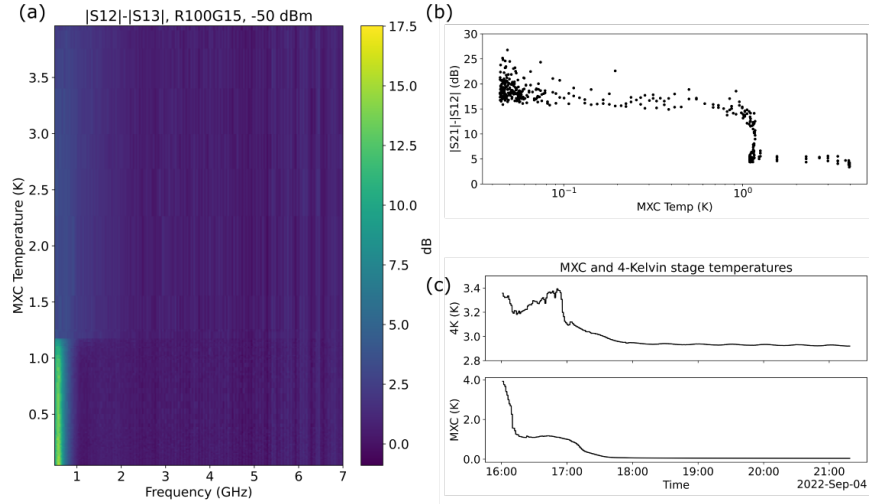 (a)
|S12|-|S13|, R100G15, -50 dBm
MXC Temperature (K)
3.5
3.0
2.5
2.0
1.5
1.0
0.5
1 2 3 4 5 6 7
Frequency (GHz)
17.5
15.0
12.5
10.0
7.5
5.0
2.5
0.0
dB
(b)
|S21|-|S12| (dB)
30
25
20
15
10
5
0
10⁻¹ 10⁰
MXC Temp (K)
(c)
MXC and 4-Kelvin stage temperatures
4K (K)
3.4
3.0
2.6
MXC (K)
4.0
2.0
0.0
16:00 17:00 18:00 19:00 20:00 21:00
Time
2022-Sep-04